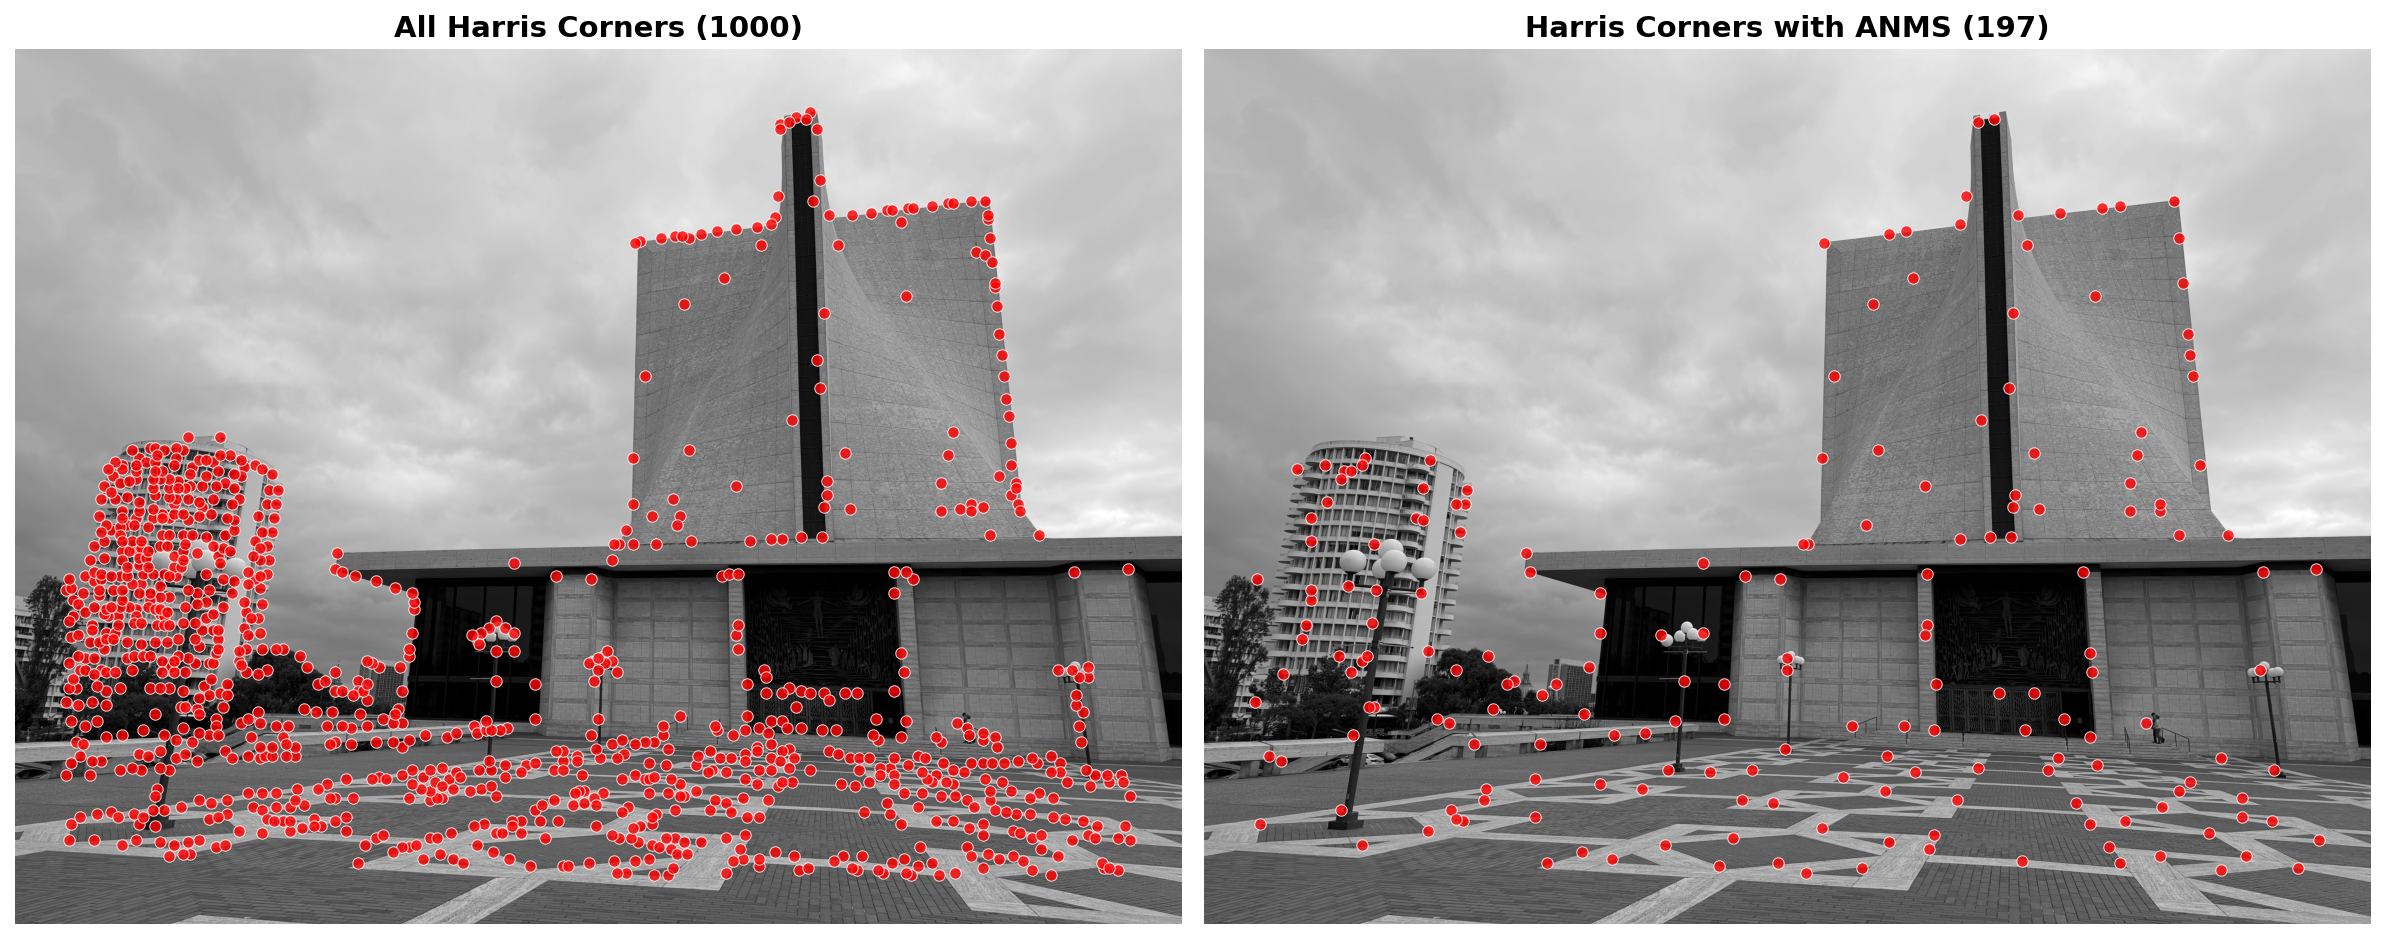 All Harris Corners (1000)
Harris Corners with ANMS (197)